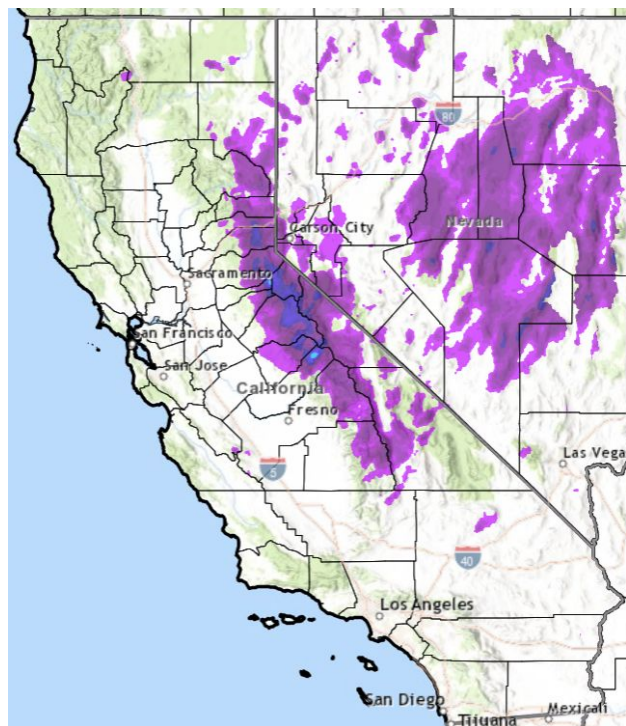 80
Carson City
Nevada
Sacramento
San Francisco
San Jose
California
Fresno
5
Las Vega
40
Los Angeles
San Diego
Tijuana
Mexicali